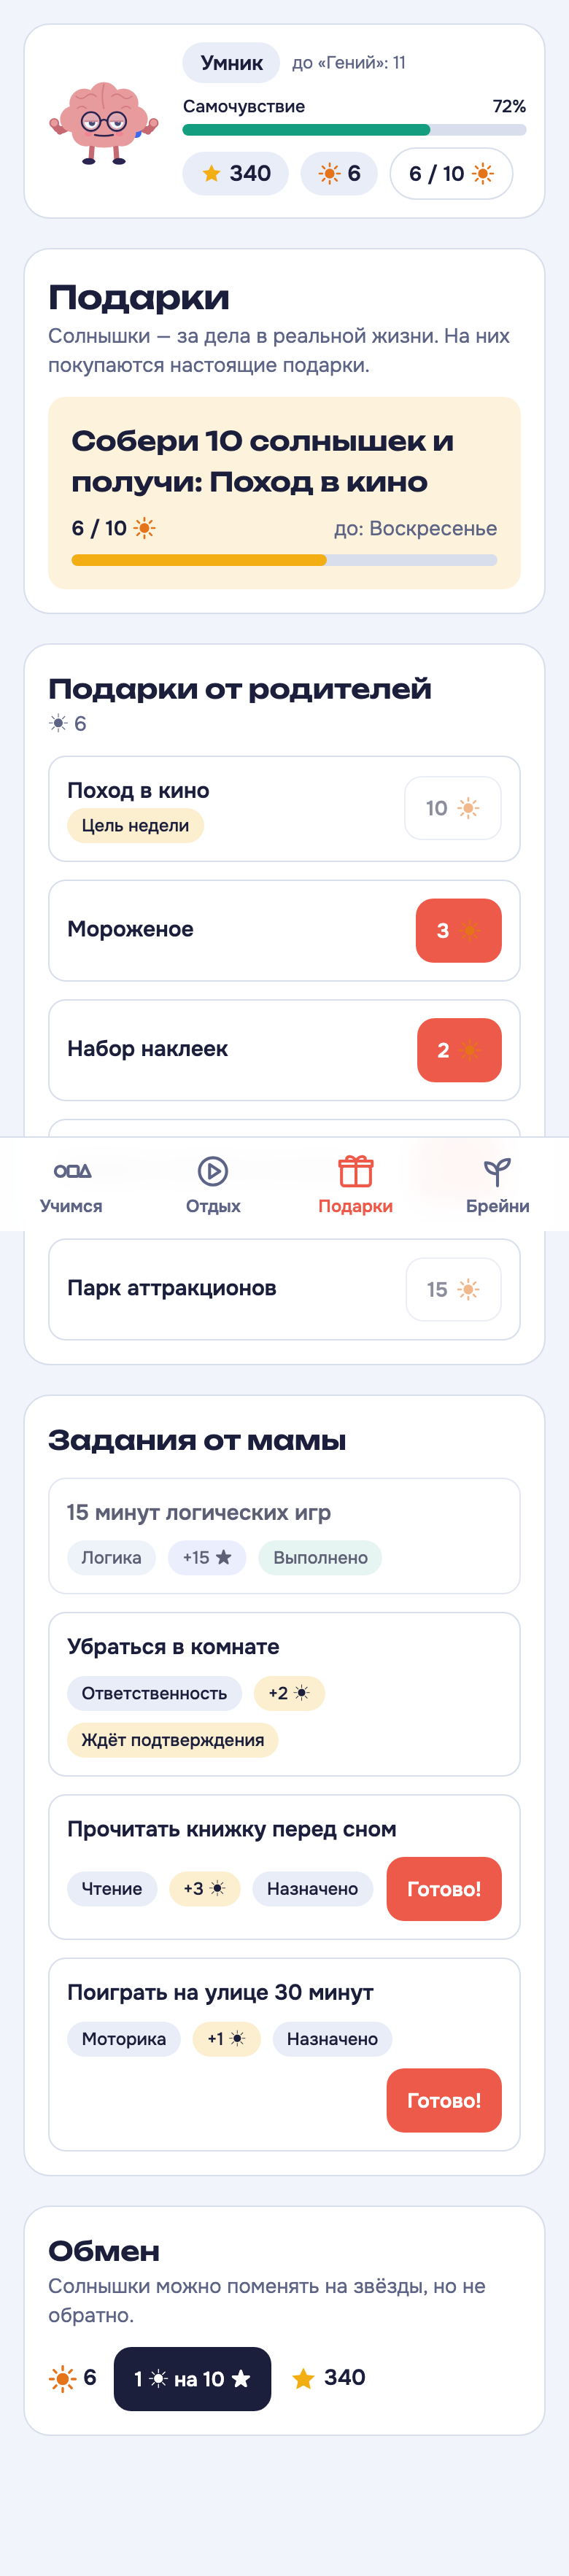 Умник
до «Гений»: 11
Самочувствие 72%
340 6 6 / 10
Подарки
Солнышки — за дела в реальной жизни. На них
покупаются настоящие подарки.
Собери 10 солнышек и
получи: Поход в кино
6 / 10 до: Воскресенье
Подарки от родителей
6
Поход в кино
Цель недели
10
Мороженое 3
Набор наклеек 2
Учимся Отдых Подарки Брейни
Парк аттракционов 15
Задания от мамы
15 минут логических игр
Логика +15 Выполнено
Убраться в комнате
Ответственность +2
Ждёт подтверждения
Прочитать книжку перед сном
Чтение +3 Назначено Готово!
Поиграть на улице 30 минут
Моторика +1 Назначено
Готово!
Обмен
Солнышки можно поменять на звёзды, но не
обратно.
6 1 на 10 340